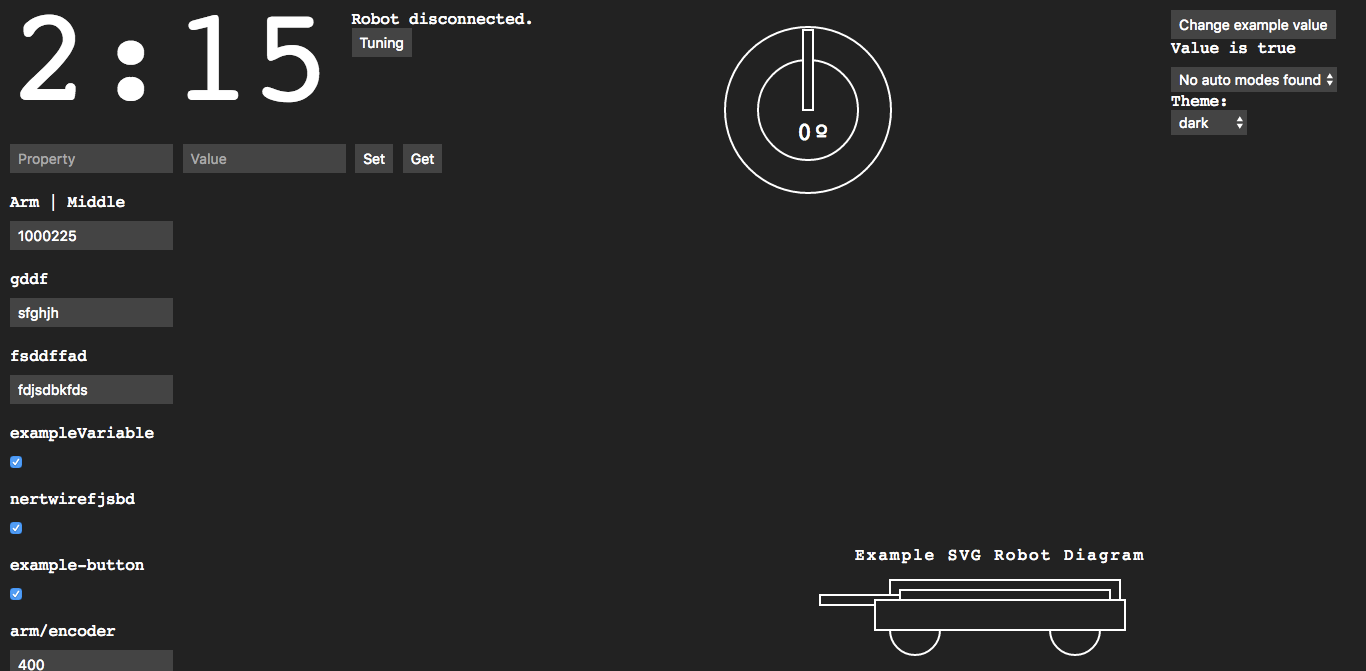 2:15
Robot disconnected.
Tuning
Property Value Set Get
Arm | Middle
1000225
gddf
sfghjh
fsddffad
fdjsdbkfds
exampleVariable
nertwirefjsbd
example-button
arm/encoder
400
0º
Example SVG Robot Diagram
Change example value
Value is true
No auto modes found
Theme:
dark